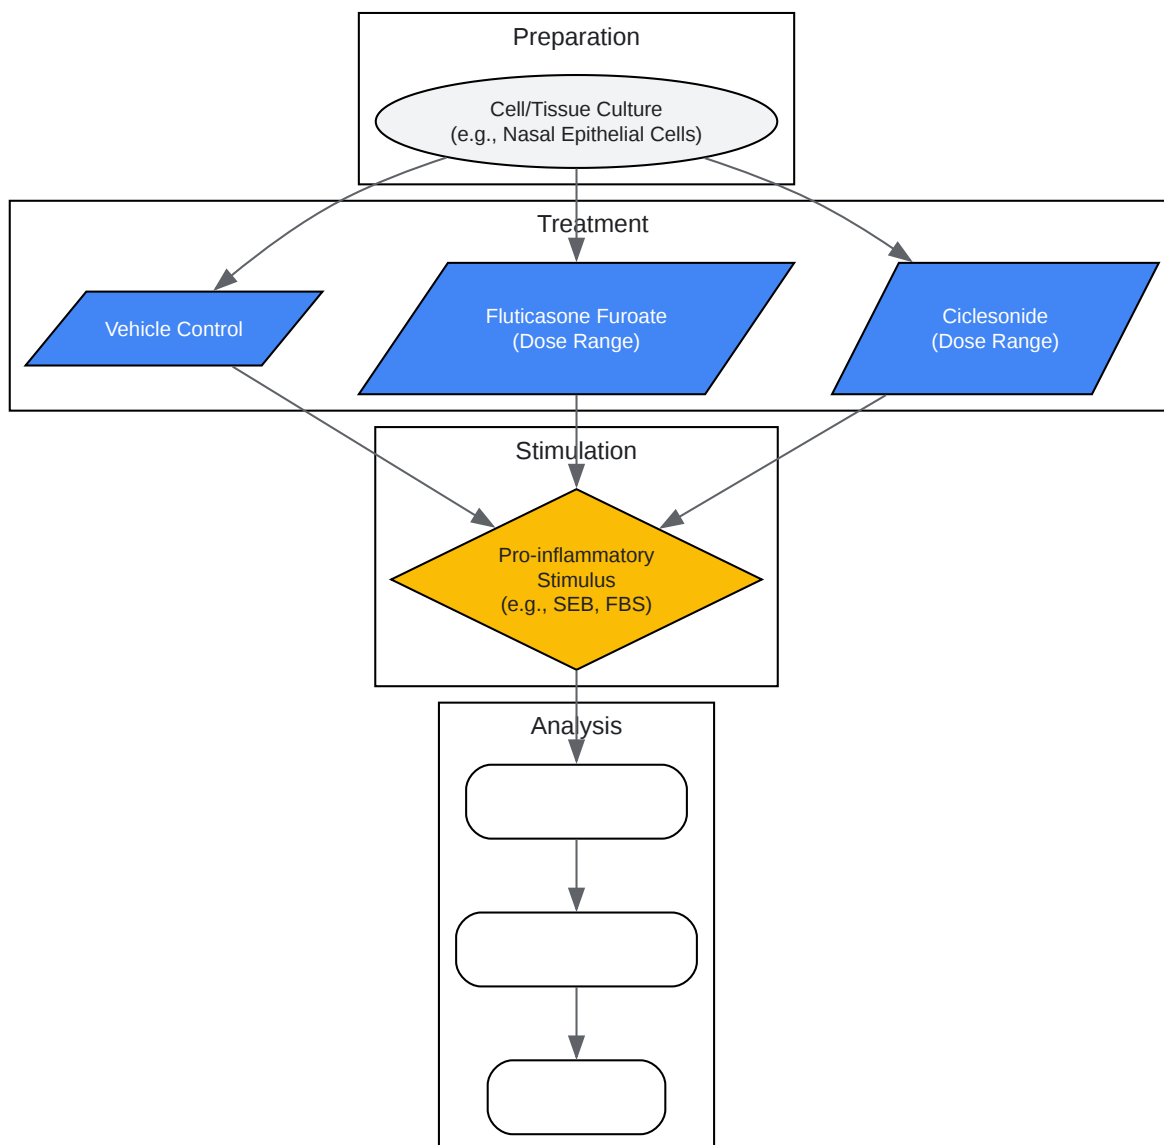 Preparation
Cell/Tissue Culture
(e.g., Nasal Epithelial Cells)
Treatment
Vehicle Control
Fluticasone Furoate
(Dose Range)
Ciclesonide
(Dose Range)
Stimulation
Pro-inflammatory
Stimulus
(e.g., SEB, FBS)
Analysis